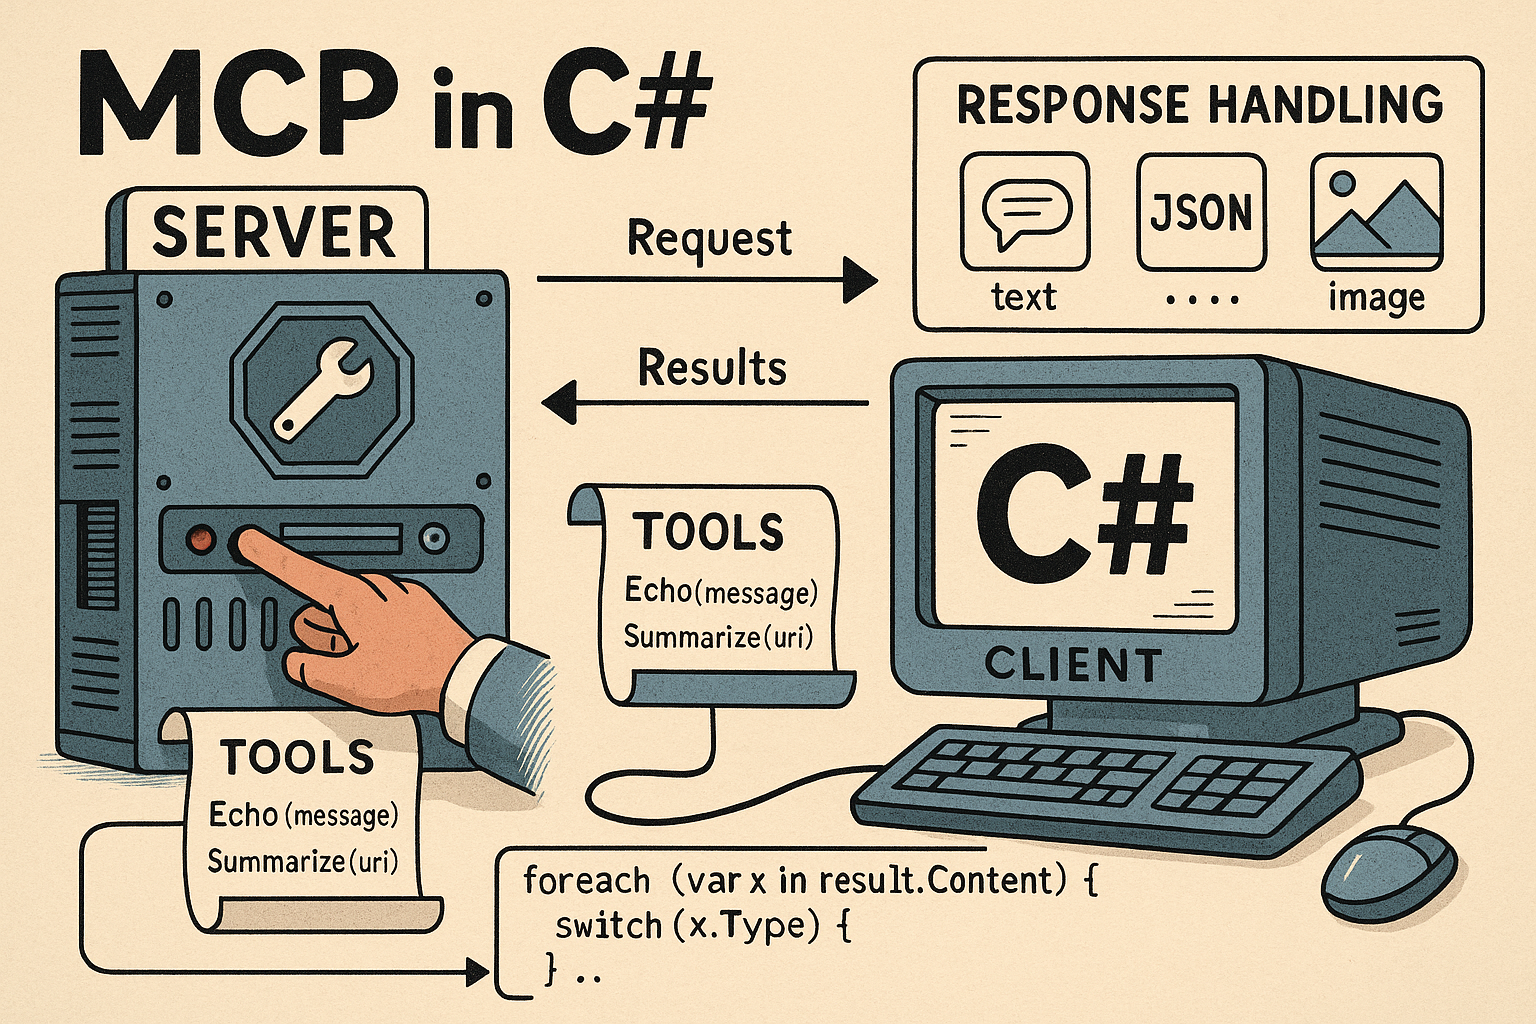 MCP in C#
SERVER
Request
Results
RESPONSE HANDLING
JSON
text
....
image
C#
CLIENT
TOOLS
Echo(message)
Summarize(uri)
TOOLS
Echo (message)
Summarize(uri)
foreach (var x in result.Content) {
switch (x.Type) {
} ..